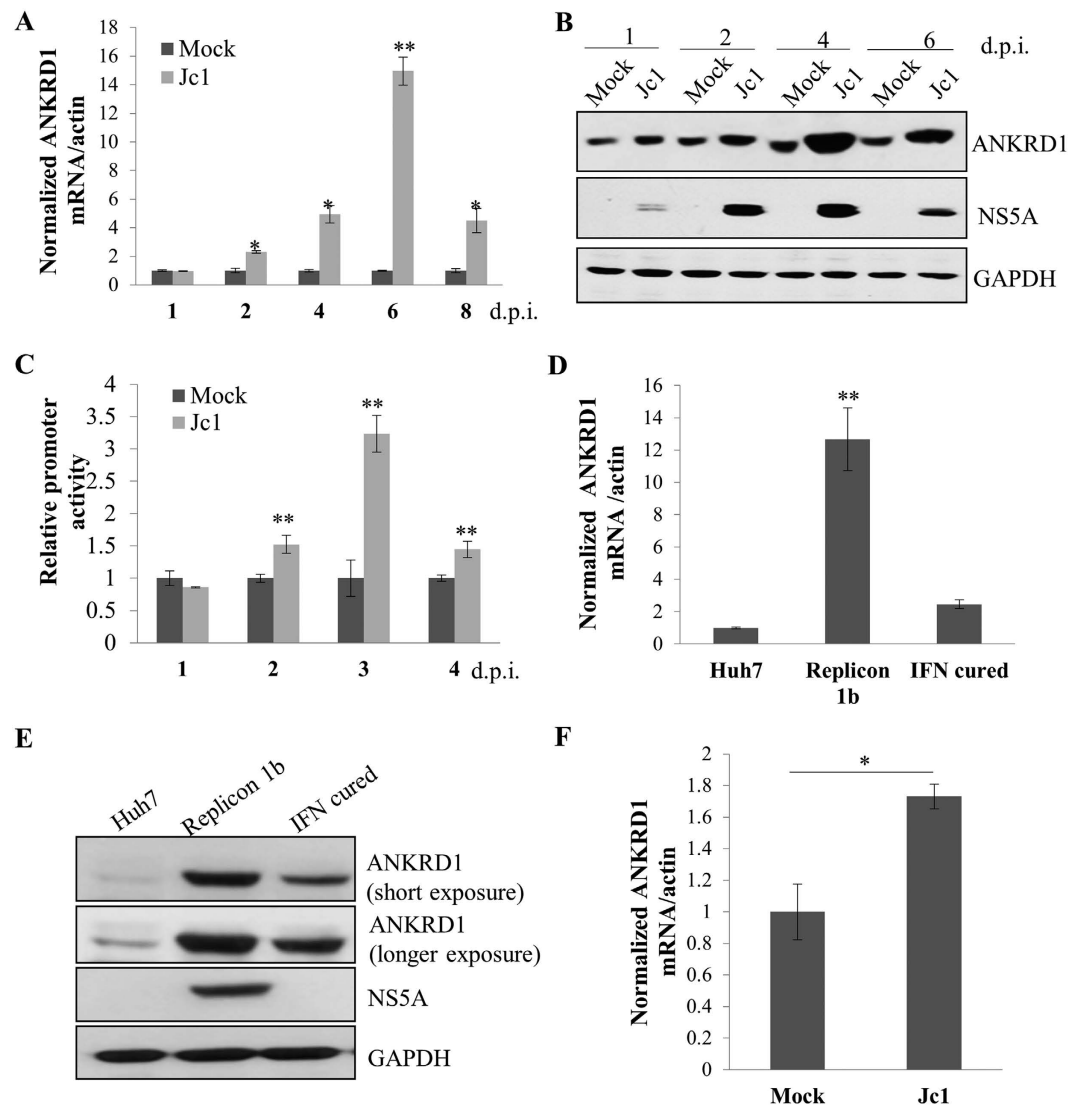 A
Normalized ANKRD1
mRNA/actin
18
16
14
12
10
8
6
4
2
0
Mock
Jc1
*
*
**
*
1 2 4 6 8 d.p.i.
B
1 2 4 6 d.p.i.
Mock Jc1 Mock Jc1 Mock Jc1 Mock Jc1
ANKRD1
NS5A
GAPDH
C
Relative promoter
activity
4
3.5
3
2.5
2
1.5
1
0.5
0
Mock
Jc1
**
**
**
1 2 3 4 d.p.i.
D
Normalized ANKRD1
mRNA /actin
16
14
12
10
8
6
4
2
0
**
Huh7 Replicon IFN cured
1b
E
Huh7 Replicon 1b IFN cured
ANKRD1
(short exposure)
ANKRD1
(longer exposure)
NS5A
GAPDH
F
Normalized ANKRD1
mRNA/actin
2
1.8
1.6
1.4
1.2
1
0.8
0.6
0.4
0.2
0
*
Mock Jc1